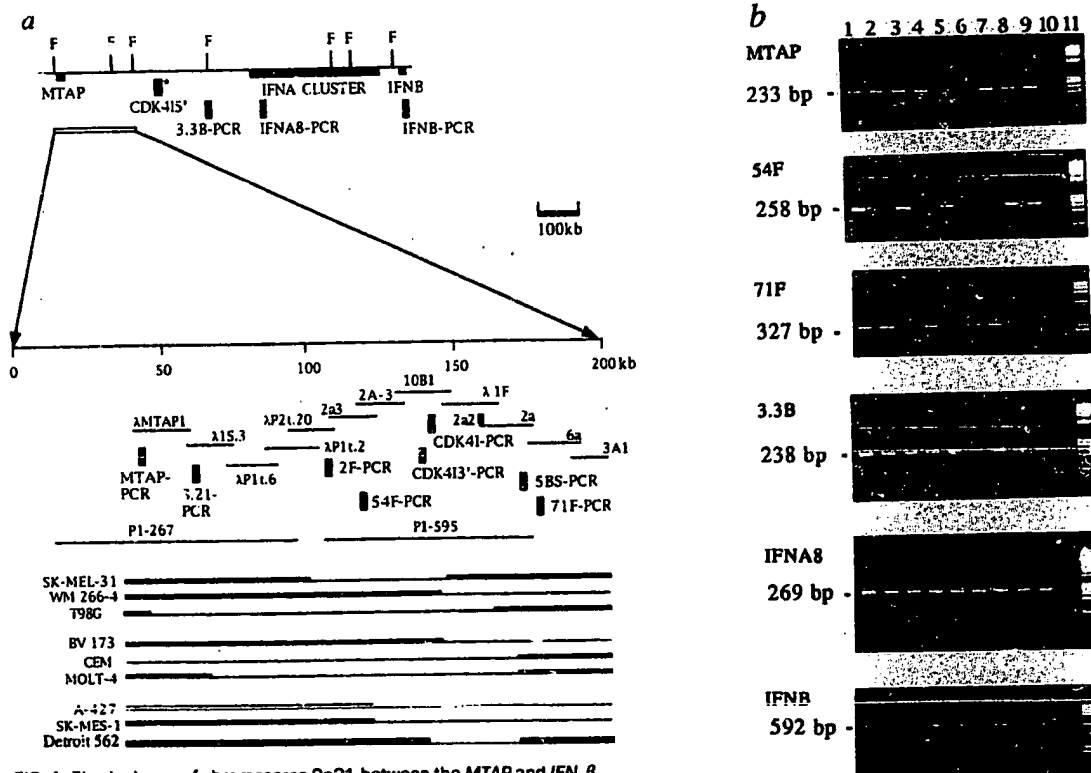 a
F F F F F F F
MTAP CDK4I5' IFNA CLUSTER IFNB
3.3B-PCR IFNA8-PCR IFNB-PCR
100kb
0 50 100 150 200 kb
10B1
2A-3 λ 1F
λMTAP1 λP2t.20 2a3 2a2 2a
λ1S.3 λP1t.2 CDK4I-PCR 6a
λP1t.6 CDK4I3'-PCR 3A1
MTAP-PCR
PCR
2F-PCR 5BS-PCR
54F-PCR 71F-PCR
P1-267 P1-595
SK-MEL-31
WM 266-4
T98G
BV 173
CEM
MOLT-4
A-427
SK-MES-1
Detroit 562
b
1 2 3 4 5 6 7 8 9 10 11
MTAP
233 bp -
54F
258 bp -
71F
327 bp -
3.3B
238 bp -
IFNA8
269 bp -
IFNB
592 bp -